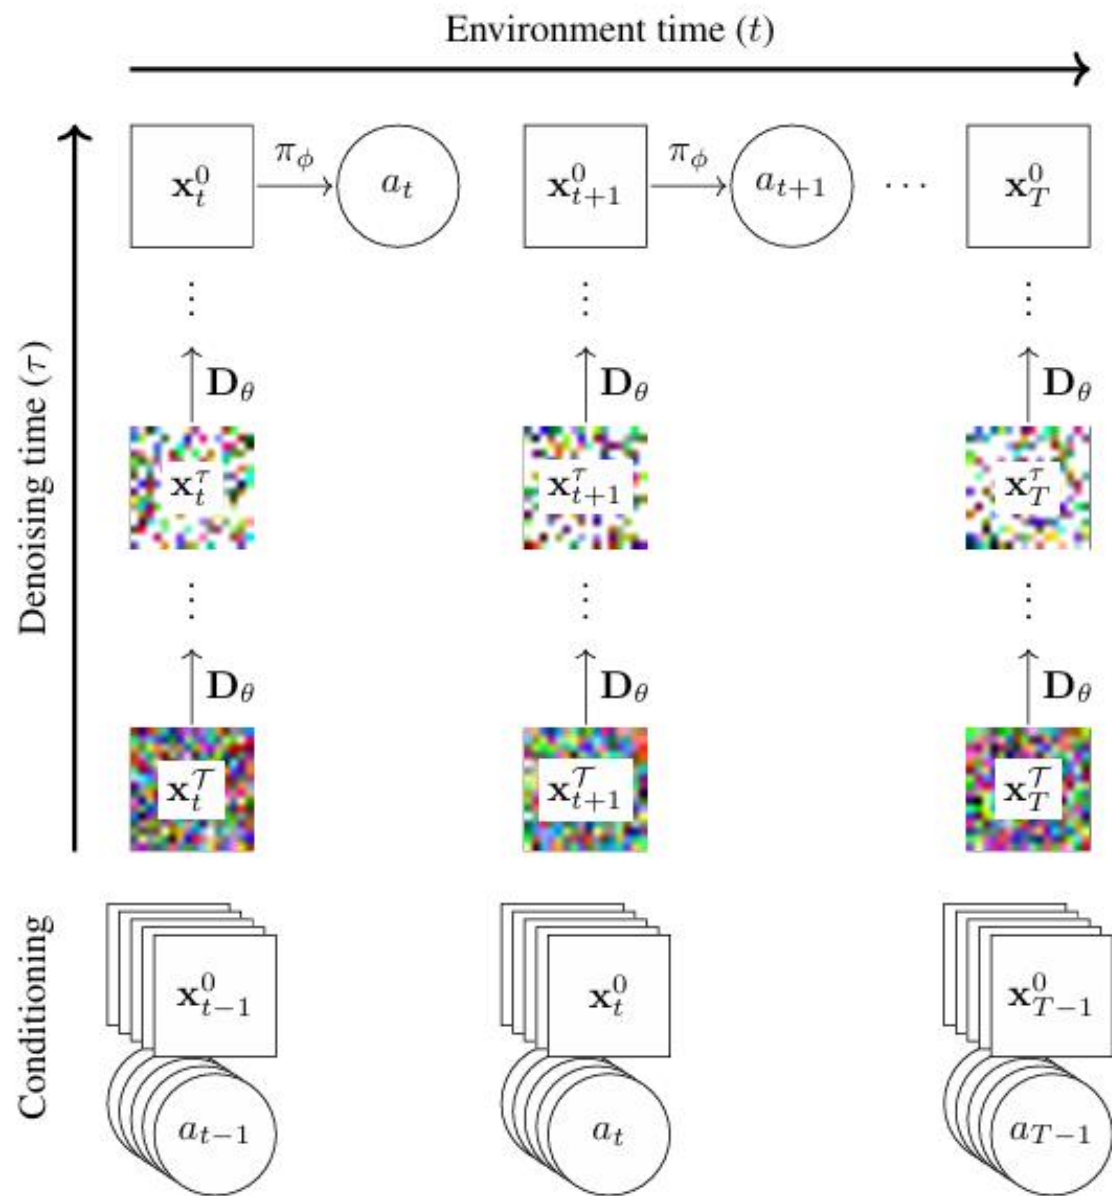 Environment time (t)
x_t^0 π_ϕ a_t x_{t+1}^0 π_ϕ a_{t+1} ⋯ x_T^0
D_θ D_θ D_θ
Denoising time (τ)
x_t^τ x_{t+1}^τ x_T^τ
D_θ D_θ D_θ
x_t^𝒯 x_{t+1}^𝒯 x_T^𝒯
Conditioning
x_{t−1}^0 x_t^0 x_{T−1}^0
a_{t−1} a_t a_{T−1}